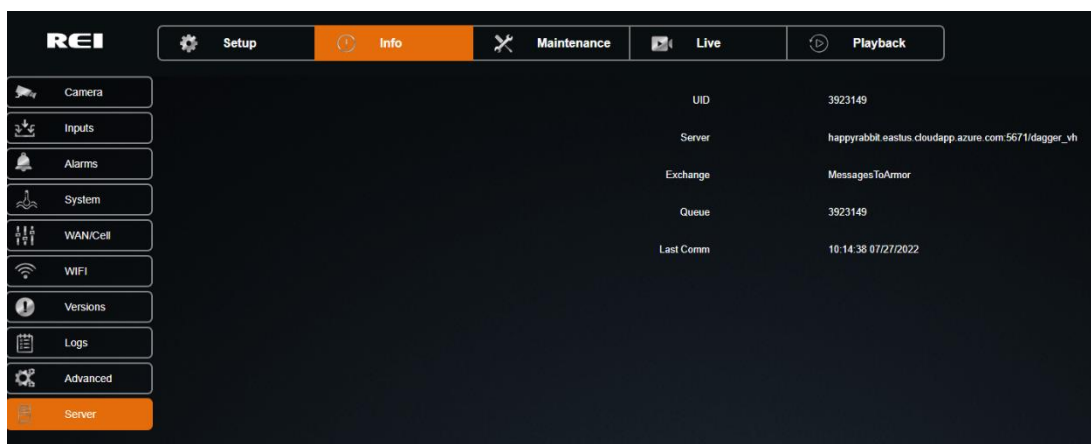 REI
Setup
Info
Maintenance
Live
Playback
Camera
Inputs
Alarms
System
WAN/Cell
WIFI
Versions
Logs
Advanced
Server
UID 3923149
Server happyrabbit.eastus.cloudapp.azure.com:5671/dagger_vh
Exchange MessagesToArmor
Queue 3923149
Last Comm 10:14:38 07/27/2022